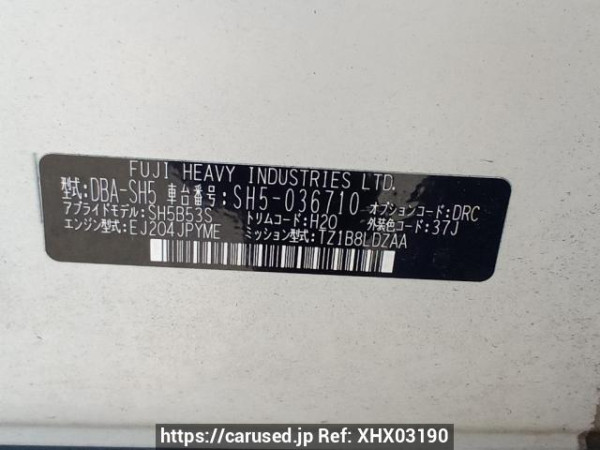 FUJI HEAVY INDUSTRIES LTD.
型式:DBA-SH5 車台番号:SH5-036710 オプションコード:DRC
アプライドモデル:SH5B53S トリムコード:H20 外装色コード:37J
エンジン型式:EJ204JPYME ミッション型式:TZ1B8LDZAA
https://carused.jp Ref: XHX03190